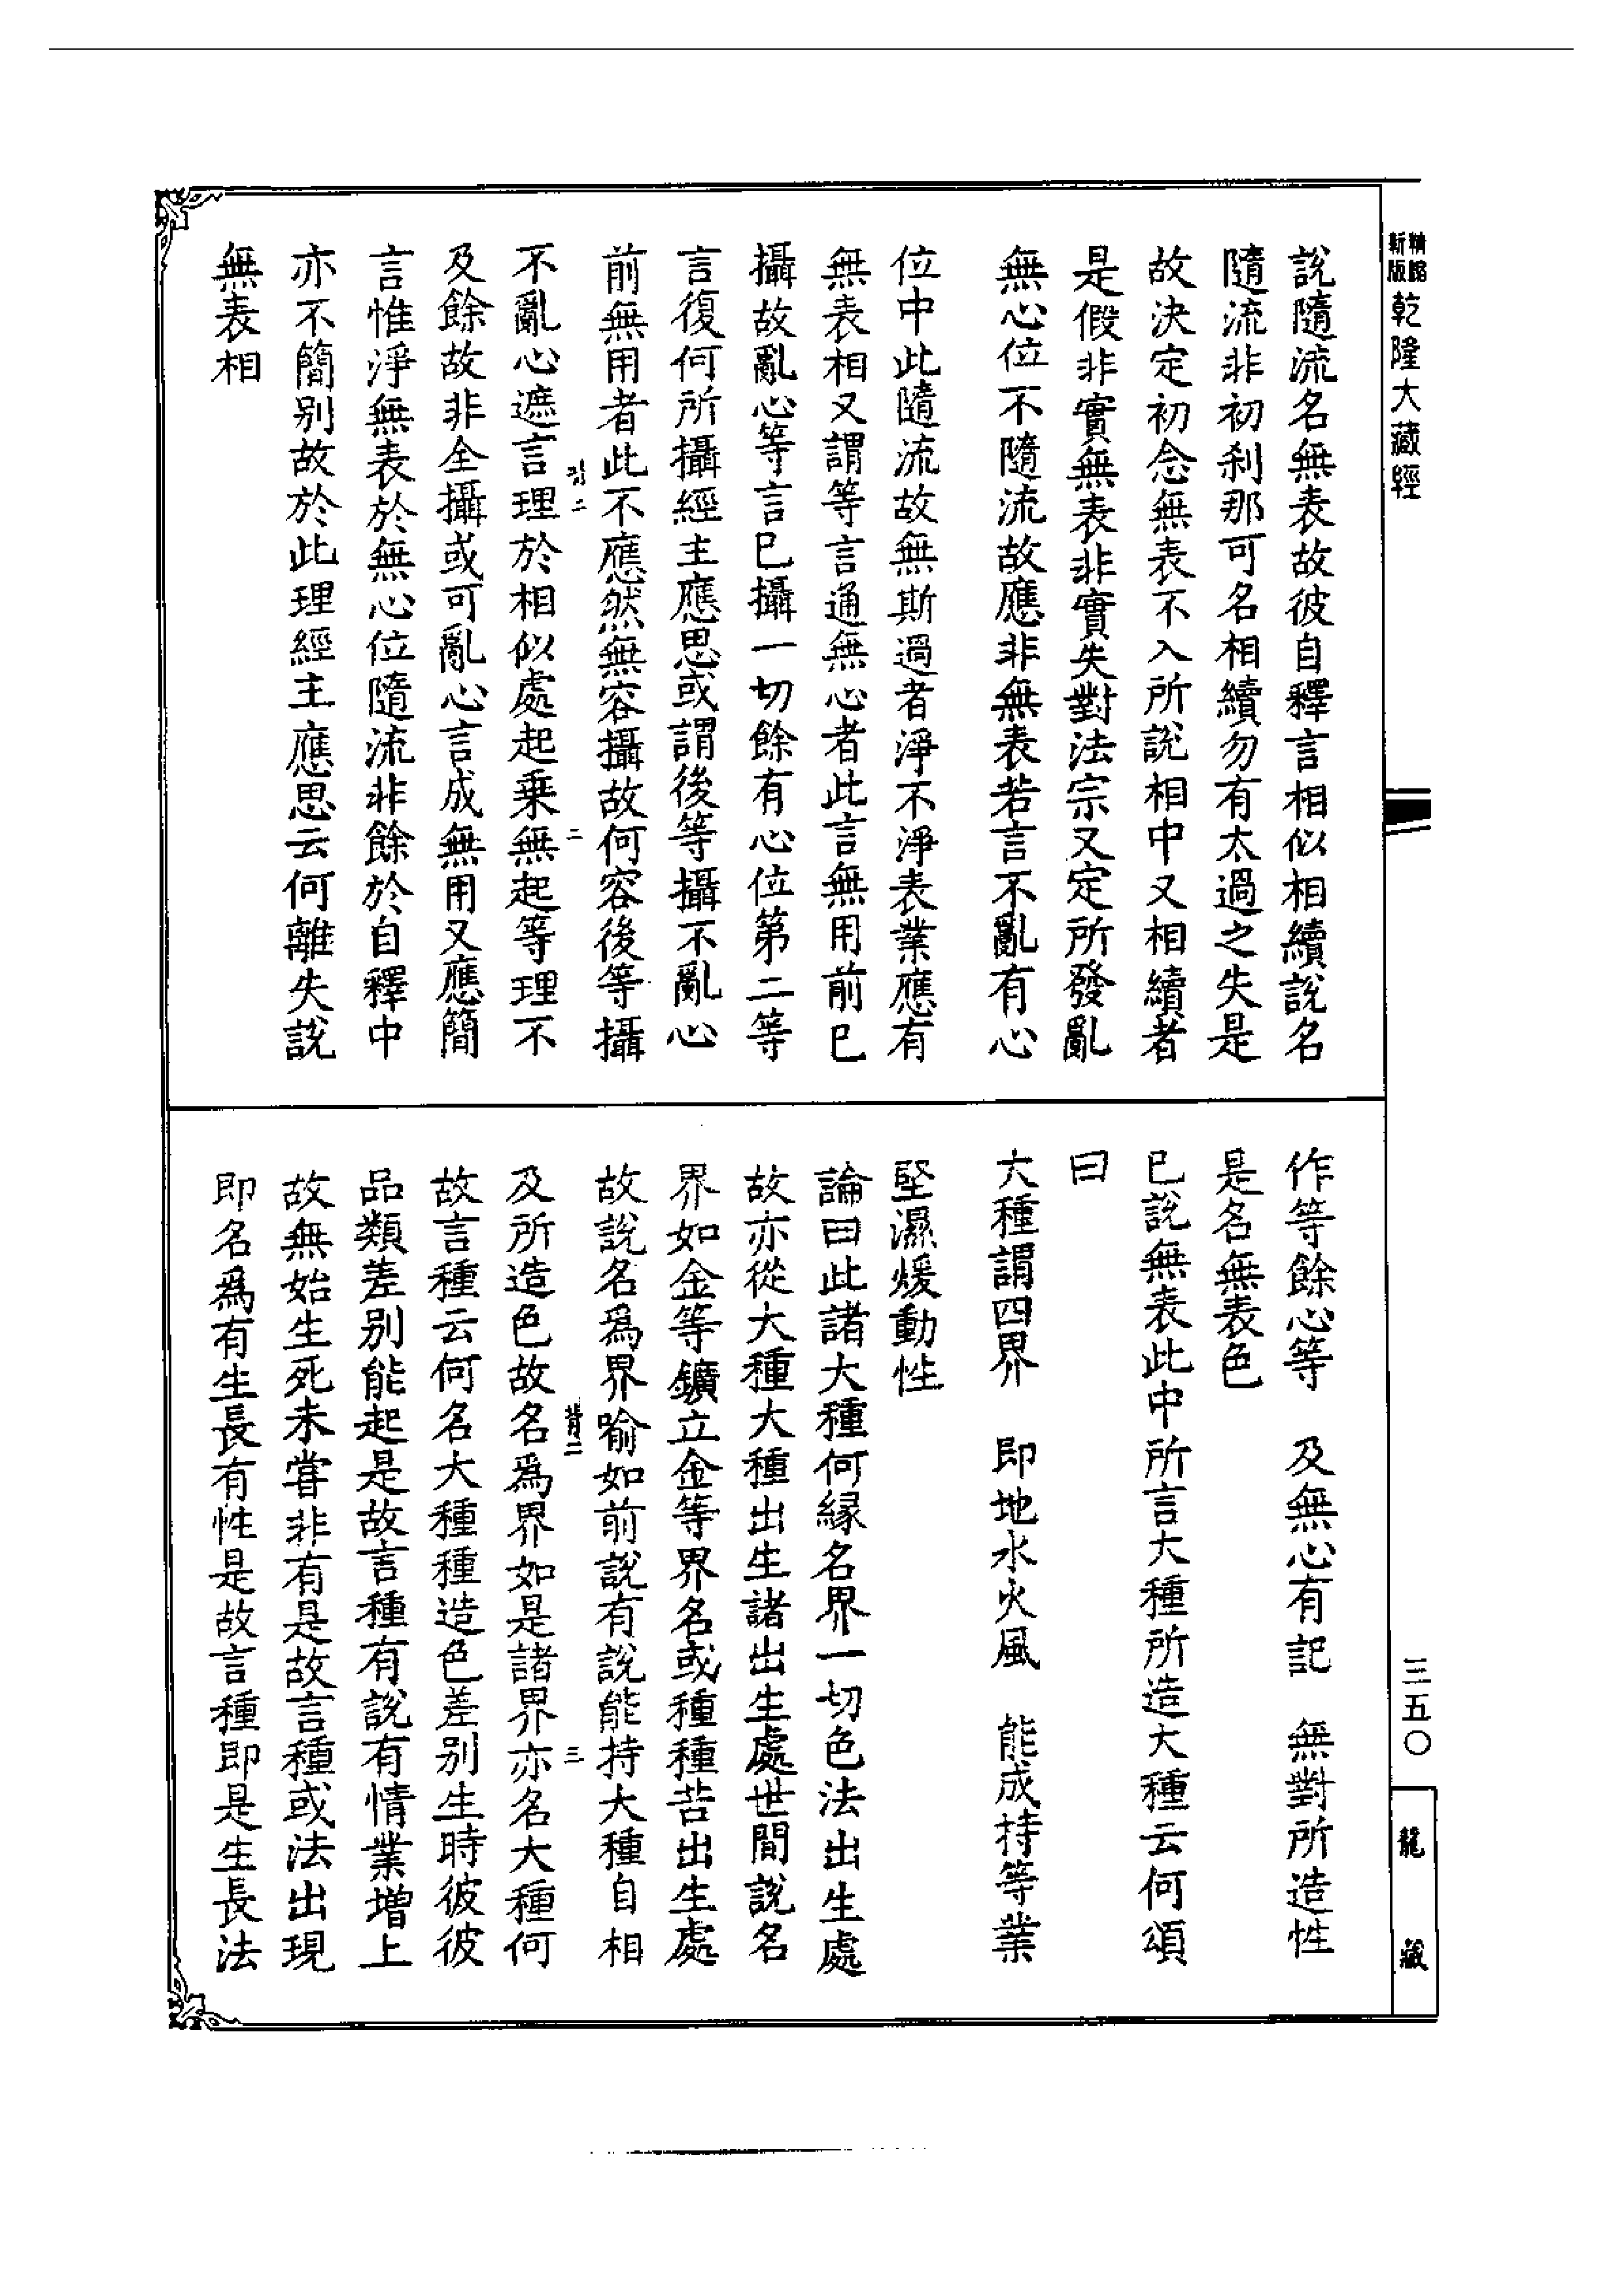 新版
精縮
乾隆大藏經
說隨流名無表故彼自釋言相似相續說名
隨流非初刹那可名相續勿有太過之失是
故決定初念無表不入所說相中又相續者
是假非實無表非實失對法宗又定所發亂
無心位不隨流故應非無表若言不亂有心
位中此隨流故無斯過者淨不淨表業應有
無表相又謂等言通無心者此言無用前已
攝故亂心等言已攝一切餘有心位第二等
言復何所攝經主應思或謂後等攝不亂心
前無用者此不應然無容攝故何容後等攝
不亂心遮言理於相似處起乗無起等理不
及餘故非全攝或可亂心言成無用又應簡
言惟淨無表於無心位隨流非餘於自釋中
亦不簡别故於此理經主應思云何離失說
無表相
作等餘心等　及無心有記　無對所造性
是名無表色
已說無表此中所言大種所造大種云何頌
曰
大種謂四界　即地水火風　能成持等業
堅濕煖動性
論曰此諸大種何縁名界一切色法出生處
故亦從大種大種出生諸出生處世間說名
界如金等鑛立金等界名或種種苦出生處
故說名爲界喻如前說有說能持大種自相
及所造色故名爲界如是諸界亦名大種何
故言種云何名大種種造色差别生時彼彼
品類差别能起是故言種有說有情業增上
故無始生死未嘗非有是故言種或法出現
即名爲有生長有性是故言種即是生長法
三五〇
龍藏